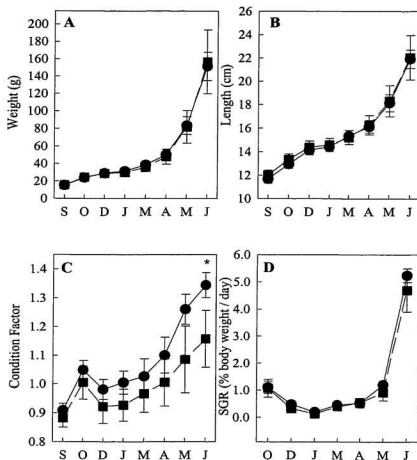 A
Weight (g)
200
180
160
140
120
100
80
60
40
20
0
S O D J M A M J
B
Length (cm)
26
24
22
20
18
16
14
12
10
S O D J M A M J
C
*
Condition Factor
1.4
1.3
1.2
1.1
1.0
0.9
0.8
S O D J M A M J
D
SGR (% body weight / day)
5.0
4.0
3.0
2.0
1.0
0.0
S O D J M A M J